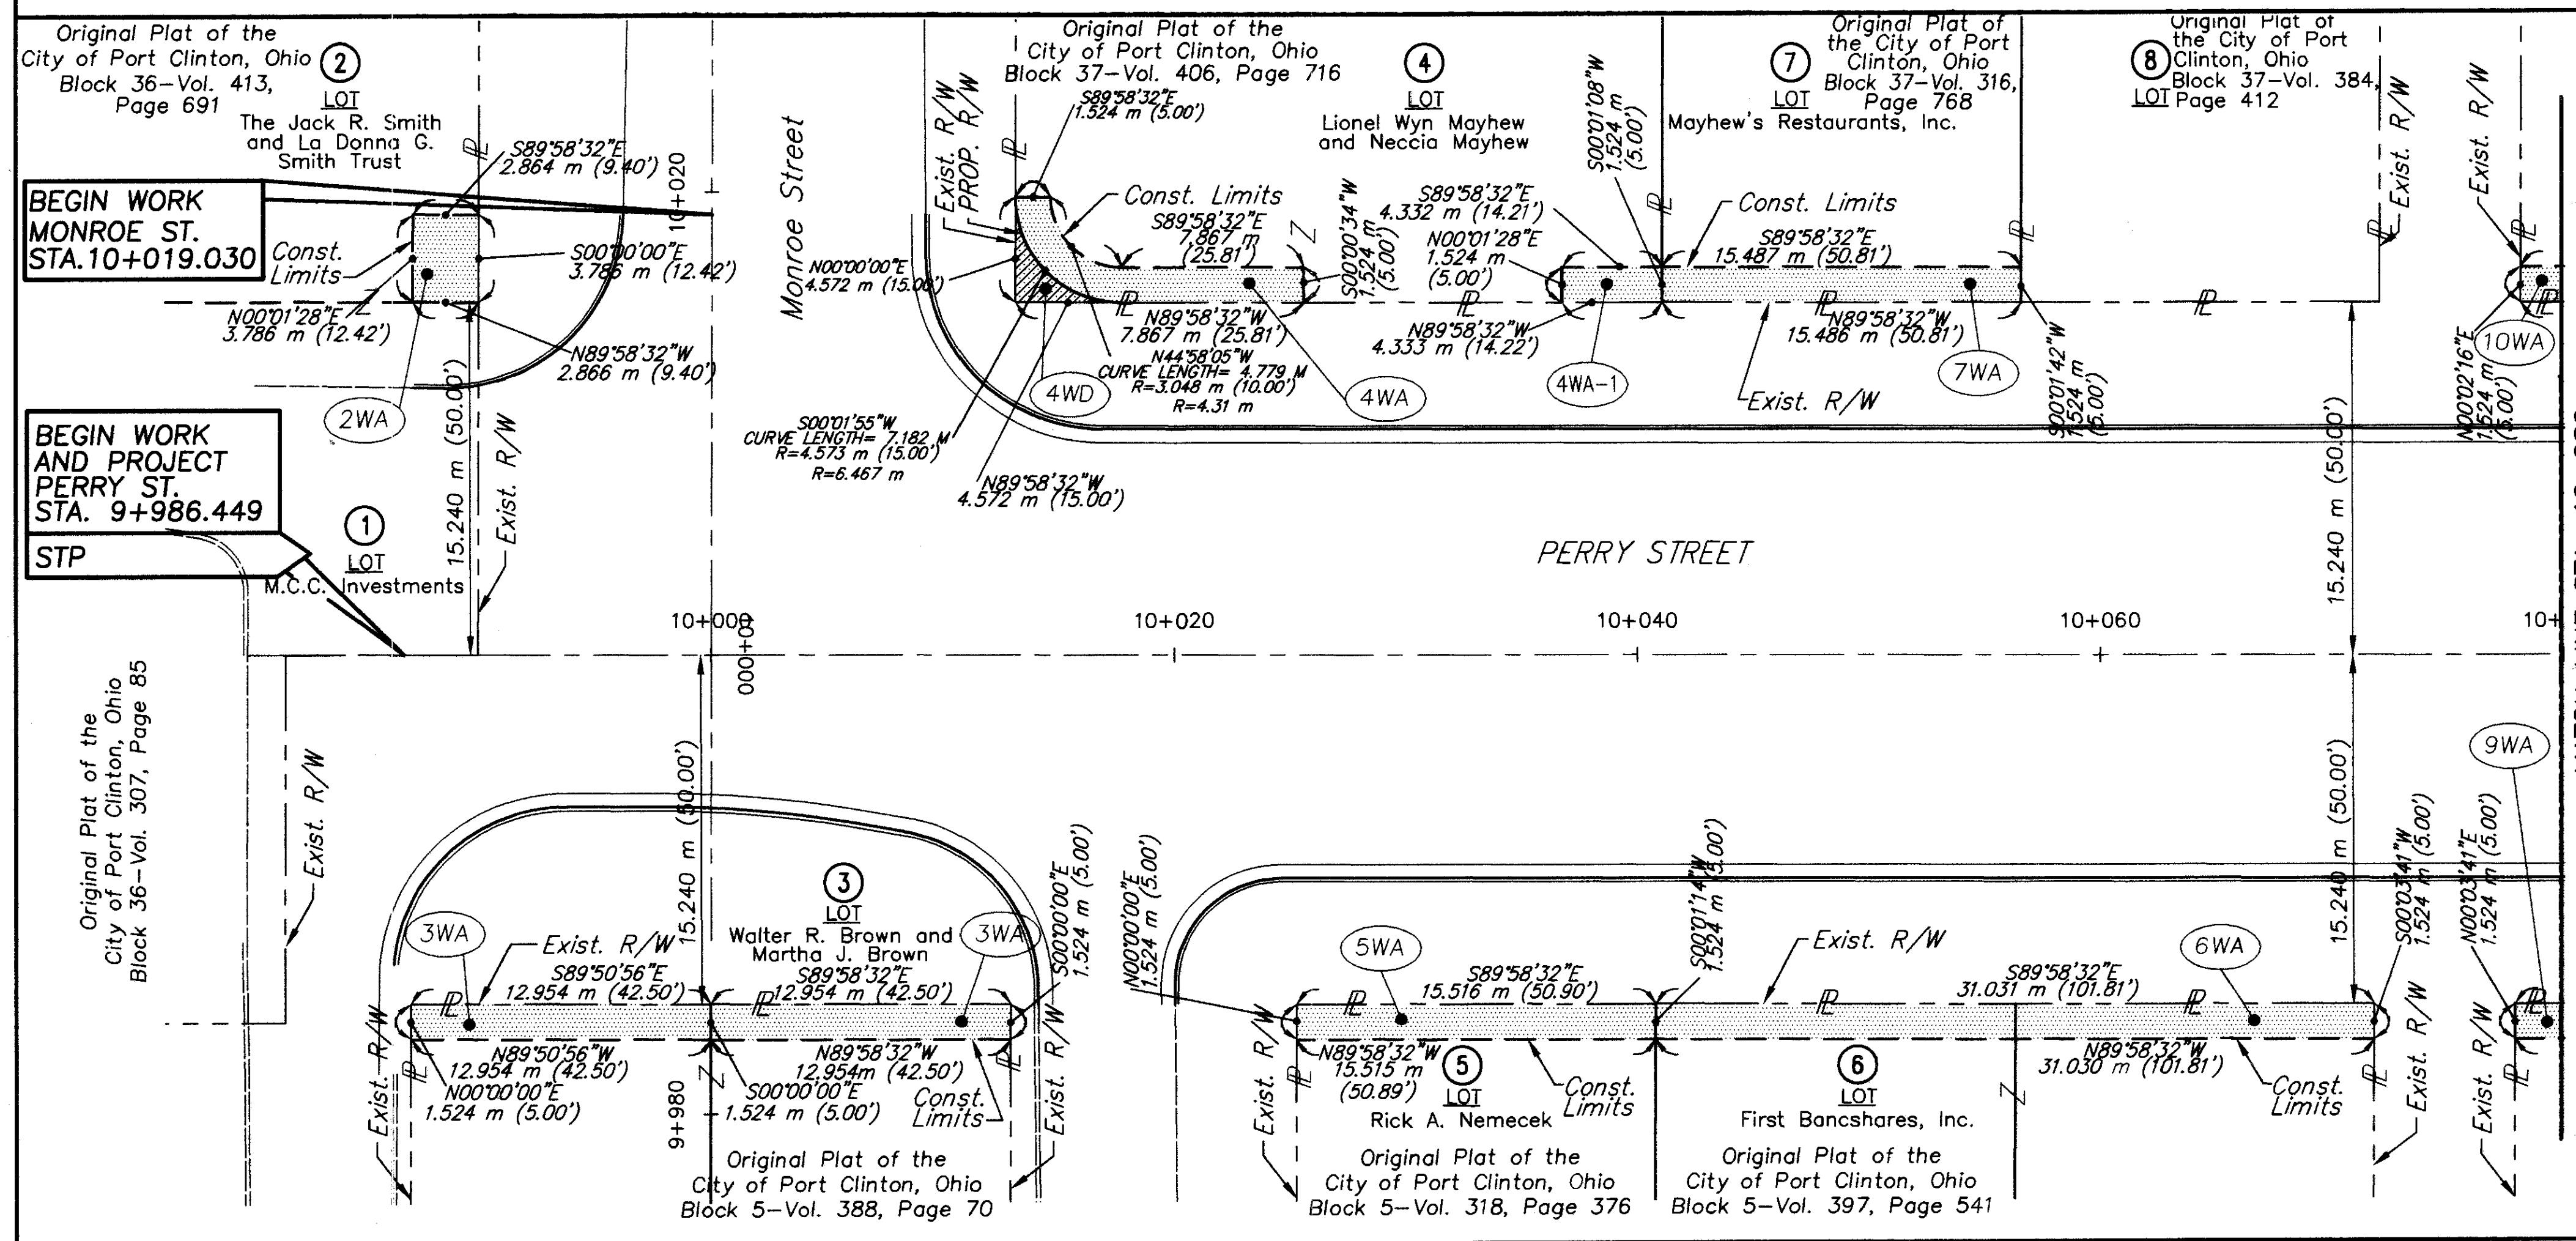 Original Plat of the
City of Port Clinton, Ohio
Block 36-Vol. 413,
Page 691
2
LOT
The Jack R. Smith
and La Donna G.
Smith Trust
S89°58'32"E
2.864 m (9.40')
BEGIN WORK
MONROE ST.
STA.10+019.030
Const.
Limits
S00°00'00"E
3.786 m (12.42')
N00°01'28"E
3.786 m (12.42')
N89°58'32"W
2.866 m (9.40')
2WA
15.240 m (50.00')
Exist. R/W
BEGIN WORK
AND PROJECT
PERRY ST.
STA. 9+986.449
STP
1
LOT
M.C.C. Investments
10+020
Monroe Street
Original Plat of the
City of Port Clinton, Ohio
Block 37-Vol. 406, Page 716
Exist. R/W
PROP. R/W
S89°58'32"E
1.524 m (5.00')
4
LOT
Lionel Wyn Mayhew
and Neccia Mayhew
Const. Limits
S89°58'32"E
7.867 m
(25.81')
N00°00'00"E
4.572 m (15.00')
S00°00'34"W
1.524 m
(5.00')
N89°58'32"W
7.867 m (25.81')
N44°58'05"W
CURVE LENGTH= 4.779 M
R=3.048 m (10.00')
R=4.31 m
4WD
4WA
S00°01'55"W
CURVE LENGTH= 7.182 M
R=4.573 m (15.00')
R=6.467 m
N89°58'32"W
4.572 m (15.00')
S89°58'32"E
4.332 m (14.21')
N00°01'28"E
1.524 m
(5.00')
N89°58'32"W
4.333 m (14.22')
4WA-1
S00°01'08"W
1.524 m
(5.00')
Original Plat of
the City of Port
Clinton, Ohio
Block 37-Vol. 316,
Page 768
7
LOT
Mayhew's Restaurants, Inc.
Const. Limits
S89°58'32"E
15.487 m (50.81')
N89°58'32"W
15.486 m (50.81')
7WA
Exist. R/W
S00°01'42"W
1.524 m
(5.00')
Original Plat of
the City of Port
Clinton, Ohio
Block 37-Vol. 384,
Page 412
8
LOT
Exist. R/W
Exist. R/W
10WA
N00°02'16"E
1.524 m
(5.00')
15.240 m (50.00')
PERRY STREET
10+000
10+020
10+040
10+060
10+
10+000
Original Plat of the
City of Port Clinton, Ohio
Block 36-Vol. 307, Page 85
Exist. R/W
15.240 m (50.00')
3
LOT
Walter R. Brown and
Martha J. Brown
3WA
3WA
Exist. R/W
S89°50'56"E
12.954 m (42.50')
S89°58'32"E
12.954 m (42.50')
S00°00'00"E
1.524 m (5.00')
N89°50'56"W
12.954 m (42.50')
N89°58'32"W
12.954m (42.50')
N00°00'00"E
1.524 m (5.00')
S00°00'00"E
1.524 m (5.00')
Const.
Limits
Exist. R/W
Exist. R/W
9+980
Original Plat of the
City of Port Clinton, Ohio
Block 5-Vol. 388, Page 70
N00°00'00"E
1.524 m (5.00')
5WA
S89°58'32"E
15.516 m (50.90')
S00°01'14"W
1.524 m (5.00')
Exist. R/W
6WA
S89°58'32"E
31.031 m (101.81')
N89°58'32"W
15.515 m
(50.89')
5
LOT
Rick A. Nemecek
Const.
Limits
Exist. R/W
Original Plat of the
City of Port Clinton, Ohio
Block 5-Vol. 318, Page 376
6
LOT
First Bancshares, Inc.
Original Plat of the
City of Port Clinton, Ohio
Block 5-Vol. 397, Page 541
N89°58'32"W
31.030 m (101.81')
Const.
Limits
15.240 m (50.00')
S00°03'41"W
1.524 m (5.00')
N00°03'41"E
1.524 m (5.00')
9WA
Exist. R/W
Exist. R/W